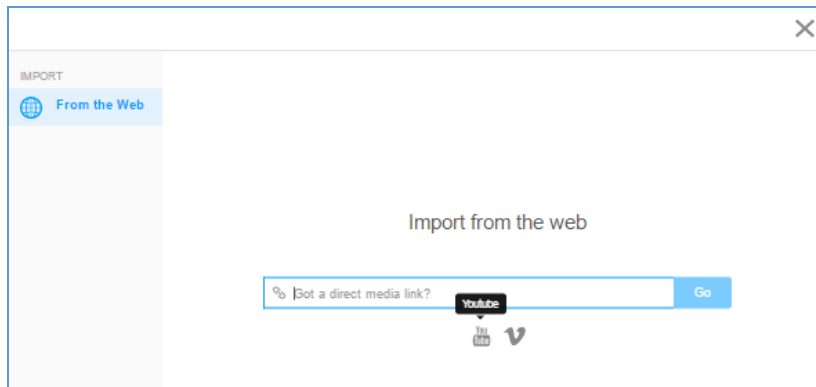 IMPORT
From the Web
Import from the web
Got a direct media link?
Go
Youtube
You
Tube